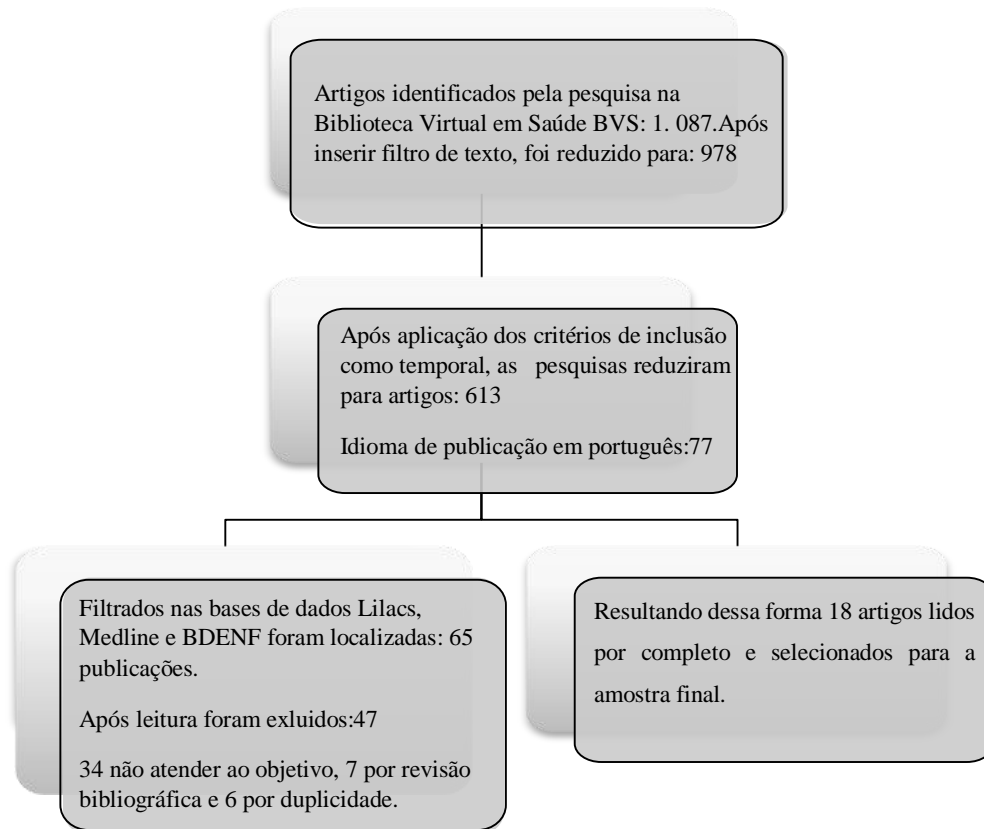 Artigos identificados pela pesquisa na
Biblioteca Virtual em Saúde BVS: 1. 087.Após
inserir filtro de texto, foi reduzido para: 978
Após aplicação dos critérios de inclusão
como temporal, as pesquisas reduziram
para artigos: 613
Idioma de publicação em português:77
Filtrados nas bases de dados Lilacs,
Medline e BDENF foram localizadas: 65
publicações.
Após leitura foram exluidos:47
34 não atender ao objetivo, 7 por revisão
bibliográfica e 6 por duplicidade.
Resultando dessa forma 18 artigos lidos
por completo e selecionados para a
amostra final.